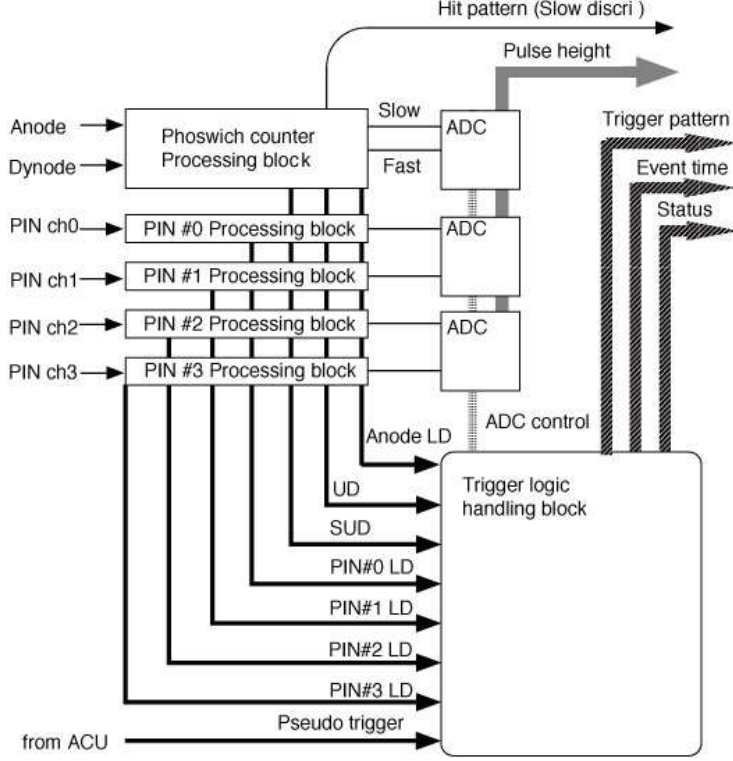 Hit pattern (Slow discri )
Pulse height
Anode
Dynode
Phoswich counter
Processing block
Slow
Fast
ADC
Trigger pattern
Event time
Status
PIN ch0
PIN #0 Processing block
ADC
PIN ch1
PIN #1 Processing block
PIN ch2
PIN #2 Processing block
ADC
PIN ch3
PIN #3 Processing block
ADC control
Anode LD
UD
SUD
PIN#0 LD
PIN#1 LD
PIN#2 LD
PIN#3 LD
Trigger logic
handling block
Pseudo trigger
from ACU